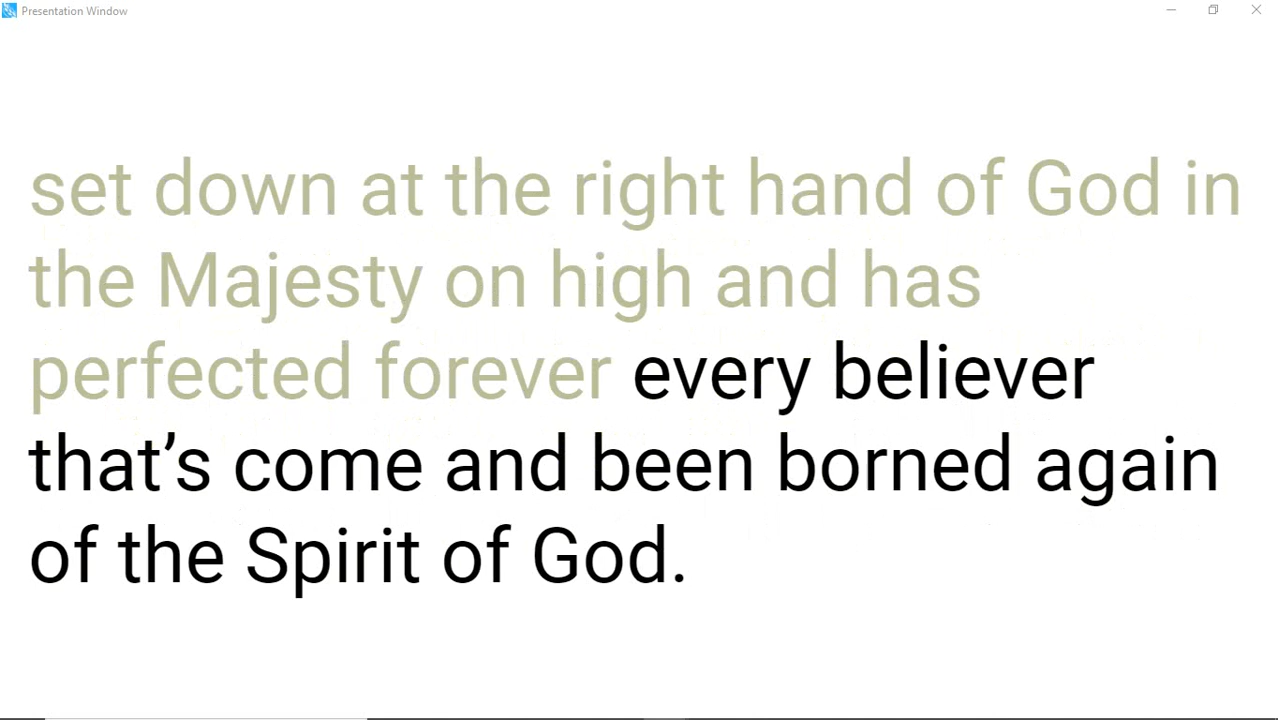 Presentation Window
set down at the right hand of God in
the Majesty on high and has
perfected forever every believer
that’s come and been borned again
of the Spirit of God.